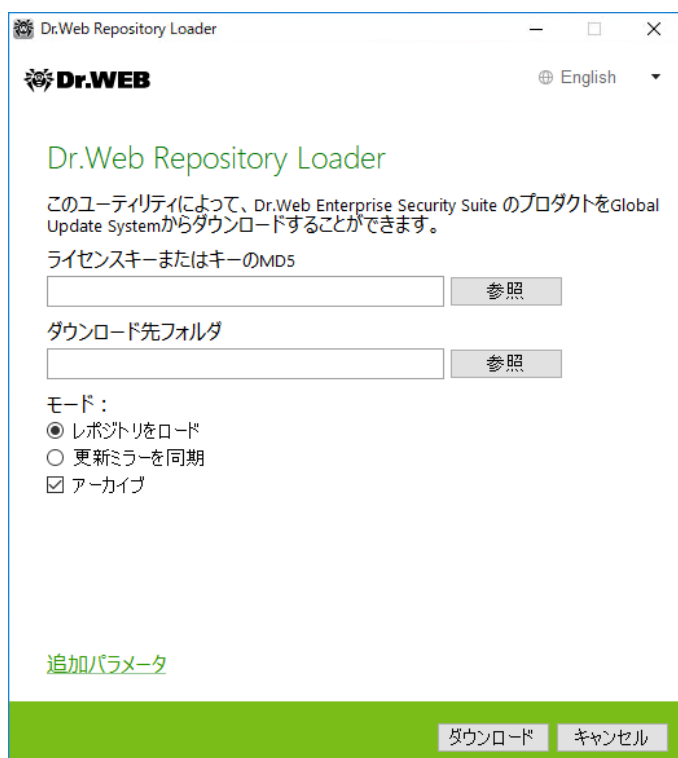 Dr.Web Repository Loader
Dr.WEB
English
Dr.Web Repository Loader
このユーティリティによって、Dr.Web Enterprise Security Suite のプロダクトをGlobal
Update Systemからダウンロードすることができます。
ライセンスキーまたはキーのMD5
参照
ダウンロード先フォルダ
参照
モード：
レポジトリをロード
更新ミラーを同期
アーカイブ
追加パラメータ
ダウンロード
キャンセル